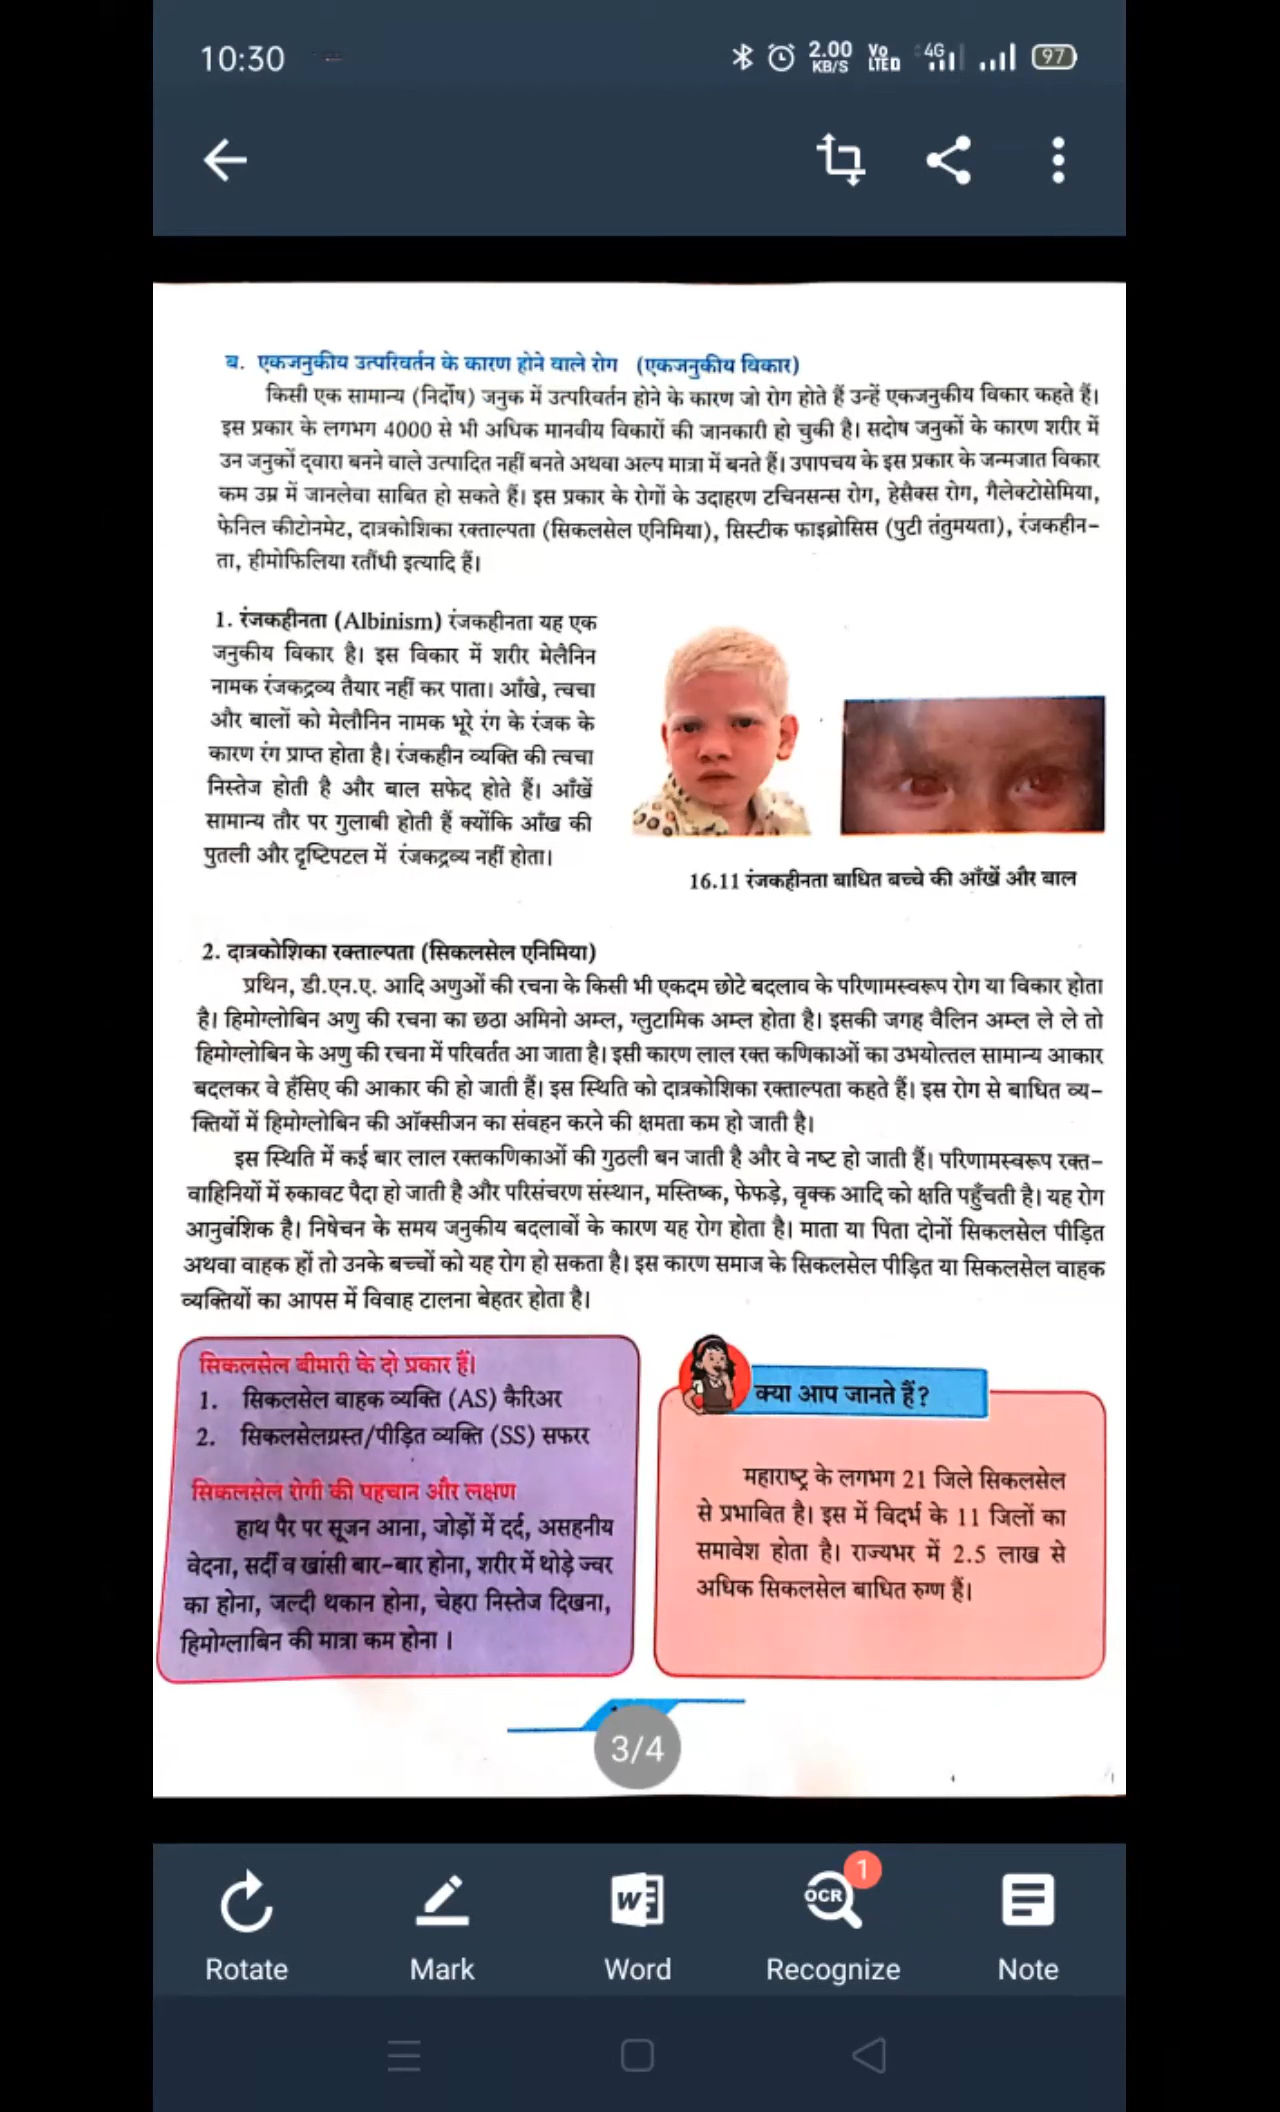 10:30
2.00 KB/S
Vo LTE
4G
97
ब. एकजनुकीय उत्परिवर्तन के कारण होने वाले रोग (एकजनुकीय विकार)
किसी एक सामान्य (निर्दोष) जनुक में उत्परिवर्तन होने के कारण जो रोग होते हैं उन्हें एकजनुकीय विकार कहते हैं।
इस प्रकार के लगभग 4000 से भी अधिक मानवीय विकारों की जानकारी हो चुकी है। सदोष जनुकों के कारण शरीर में
उन जनुकों द्वारा बनने वाले उत्पादित नहीं बनते अथवा अल्प मात्रा में बनते हैं। उपापचय के इस प्रकार के जन्मजात विकार
कम उम्र में जानलेवा साबित हो सकते हैं। इस प्रकार के रोगों के उदाहरण टचिनसन्स रोग, हेसैक्स रोग, गैलेक्टोसेमिया,
फेनिल कीटोनमेट, दात्रकोशिका रक्ताल्पता (सिकलसेल एनिमिया), सिस्टीक फाइब्रोसिस (पुटी तंतुमयता), रंजकहीन-
ता, हीमोफिलिया रतौंधी इत्यादि हैं।
1. रंजकहीनता (Albinism) रंजकहीनता यह एक
जनुकीय विकार है। इस विकार में शरीर मेलैनिन
नामक रंजकद्रव्य तैयार नहीं कर पाता। आँखे, त्वचा
और बालों को मेलौनिन नामक भूरे रंग के रंजक के
कारण रंग प्राप्त होता है। रंजकहीन व्यक्ति की त्वचा
निस्तेज होती है और बाल सफेद होते हैं। आँखें
सामान्य तौर पर गुलाबी होती हैं क्योंकि आँख की
पुतली और दृष्टिपटल में रंजकद्रव्य नहीं होता।
16.11 रंजकहीनता बाधित बच्चे की आँखें और बाल
2. दात्रकोशिका रक्ताल्पता (सिकलसेल एनिमिया)
प्रथिन, डी.एन.ए. आदि अणुओं की रचना के किसी भी एकदम छोटे बदलाव के परिणामस्वरूप रोग या विकार होता
है। हिमोग्लोबिन अणु की रचना का छठा अमिनो अम्ल, ग्लुटामिक अम्ल होता है। इसकी जगह वैलिन अम्ल ले ले तो
हिमोग्लोबिन के अणु की रचना में परिवर्तत आ जाता है। इसी कारण लाल रक्त कणिकाओं का उभयोत्तल सामान्य आकार
बदलकर वे हँसिए की आकार की हो जाती हैं। इस स्थिति को दात्रकोशिका रक्ताल्पता कहते हैं। इस रोग से बाधित व्य-
क्तियों में हिमोग्लोबिन की ऑक्सीजन का संवहन करने की क्षमता कम हो जाती है।
इस स्थिति में कई बार लाल रक्तकणिकाओं की गुठली बन जाती है और वे नष्ट हो जाती हैं। परिणामस्वरूप रक्त-
वाहिनियों में रुकावट पैदा हो जाती है और परिसंचरण संस्थान, मस्तिष्क, फेफड़े, वृक्क आदि को क्षति पहुँचती है। यह रोग
आनुवंशिक है। निषेचन के समय जनुकीय बदलावों के कारण यह रोग होता है। माता या पिता दोनों सिकलसेल पीड़ित
अथवा वाहक हों तो उनके बच्चों को यह रोग हो सकता है। इस कारण समाज के सिकलसेल पीड़ित या सिकलसेल वाहक
व्यक्तियों का आपस में विवाह टालना बेहतर होता है।
सिकलसेल बीमारी के दो प्रकार हैं।
1. सिकलसेल वाहक व्यक्ति (AS) कैरिअर
2. सिकलसेलग्रस्त/पीड़ित व्यक्ति (SS) सफरर
सिकलसेल रोगी की पहचान और लक्षण
हाथ पैर पर सूजन आना, जोड़ों में दर्द, असहनीय
वेदना, सर्दी व खांसी बार-बार होना, शरीर में थोड़े ज्वर
का होना, जल्दी थकान होना, चेहरा निस्तेज दिखना,
हिमोग्लाबिन की मात्रा कम होना ।
क्या आप जानते हैं?
महाराष्ट्र के लगभग 21 जिले सिकलसेल
से प्रभावित है। इस में विदर्भ के 11 जिलों का
समावेश होता है। राज्यभर में 2.5 लाख से
अधिक सिकलसेल बाधित रुग्ण हैं।
3/4
1
Rotate
Mark
W Word
OCR Recognize
Note